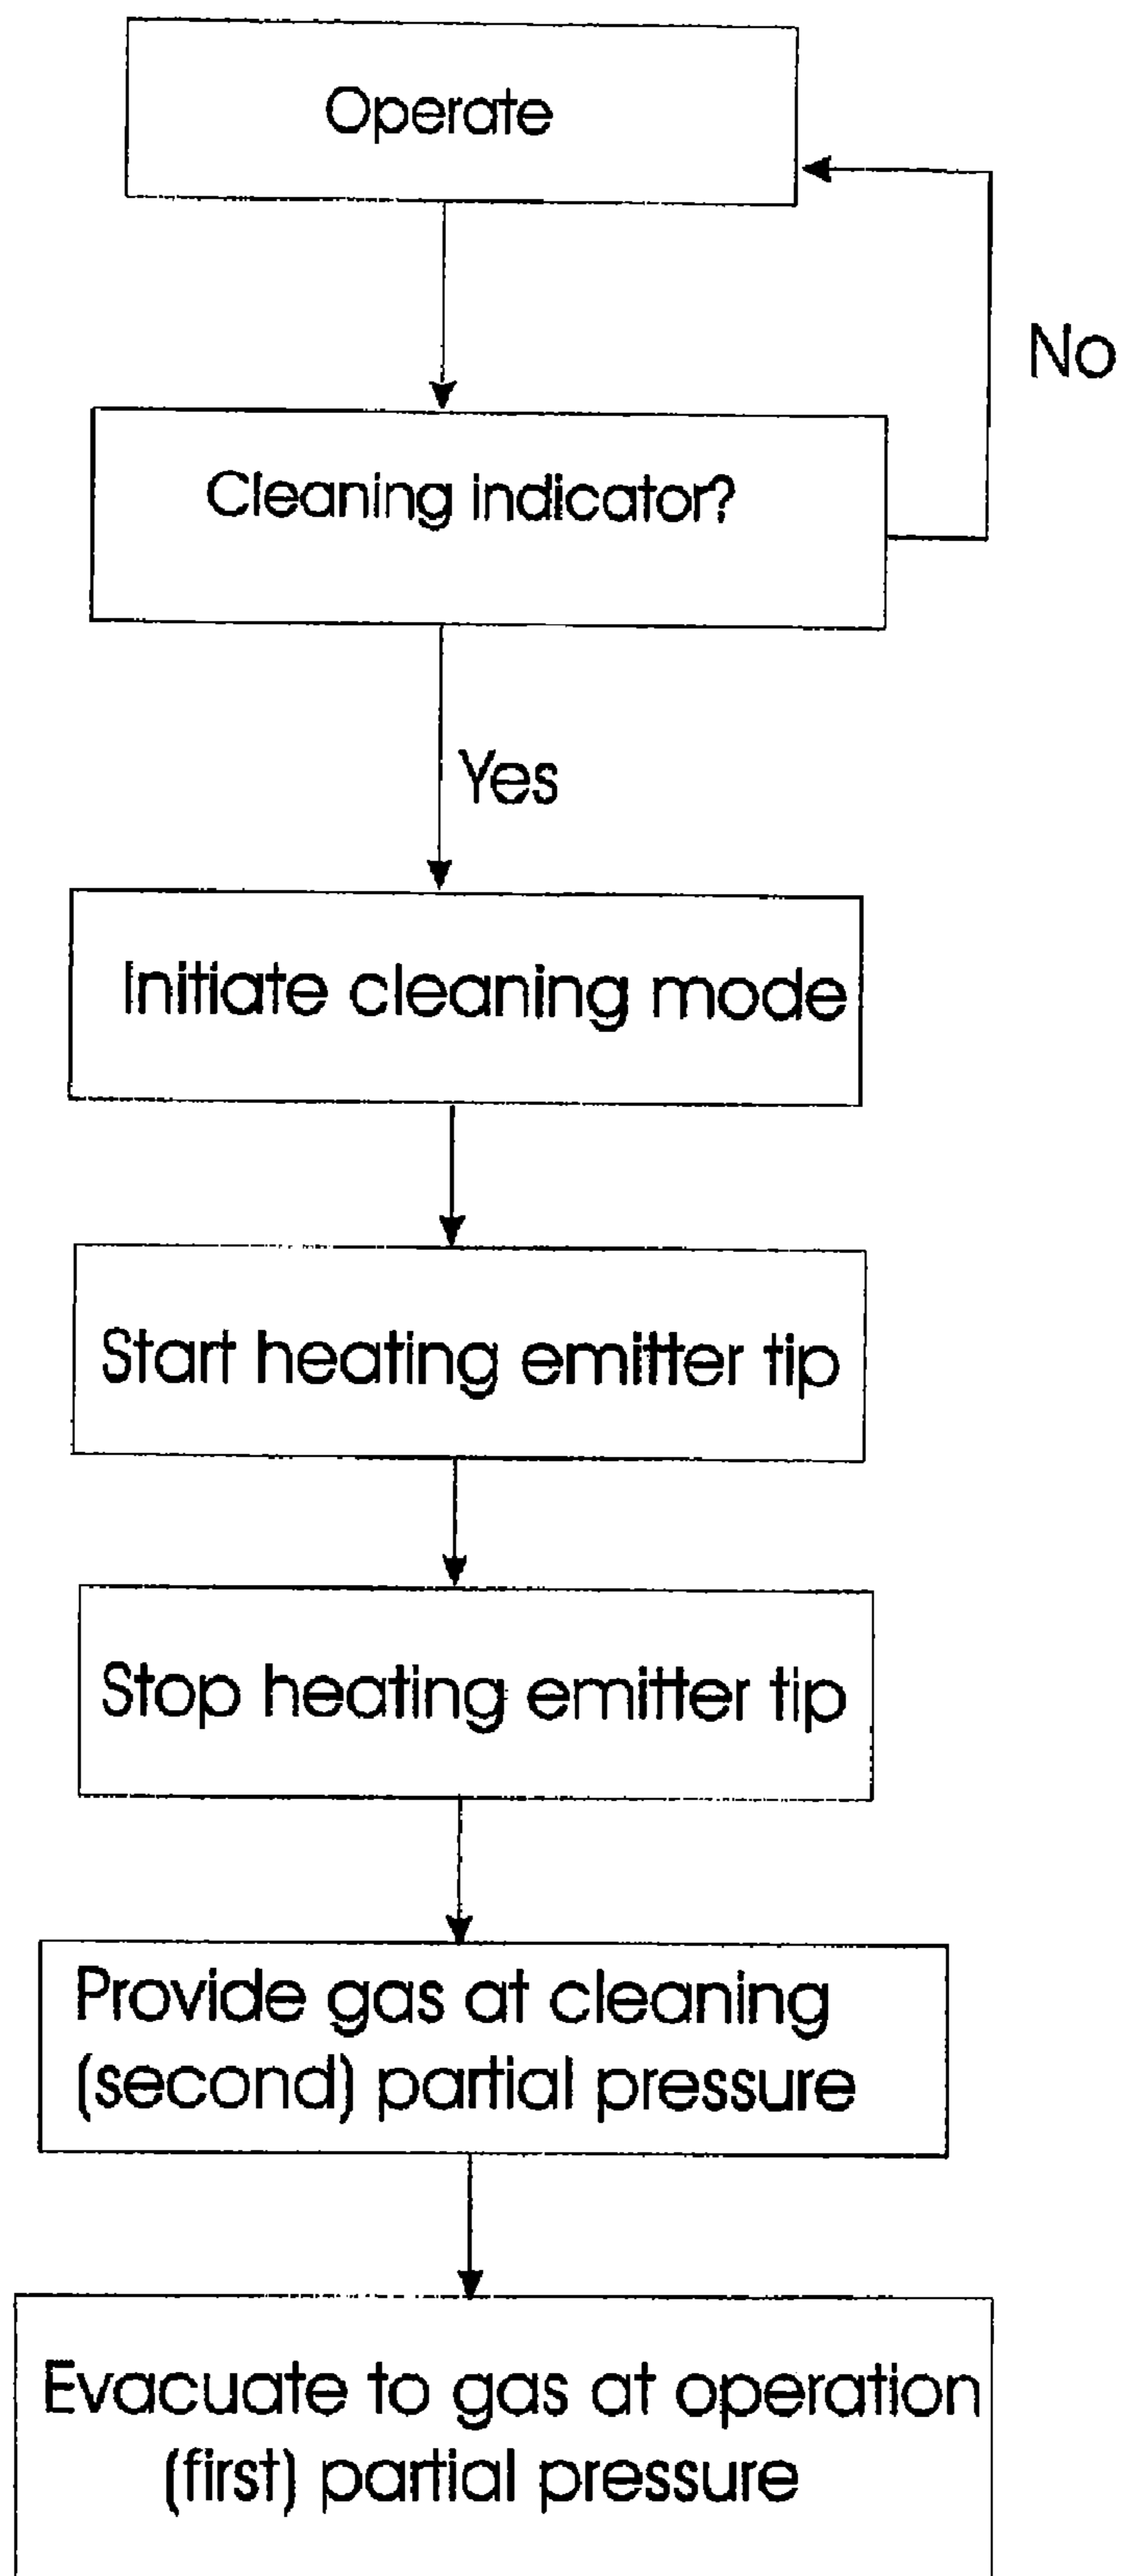 Operate
No
Cleaning indicator?
Yes
Initiate cleaning mode
Start heating emitter tip
Stop heating emitter tip
Provide gas at cleaning
(second) partial pressure
Evacuate to gas at operation
(first) partial pressure